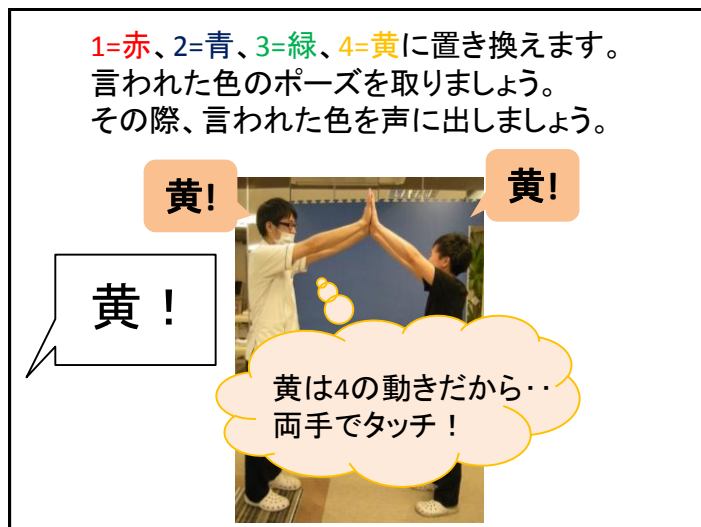 1=赤、2=青、3=緑、4=黄に置き換えます。
言われた色のポーズを取りましょう。
その際、言われた色を声に出しましょう。
黄!
黄!
黄！
黄は4の動きだから‥
両手でタッチ！